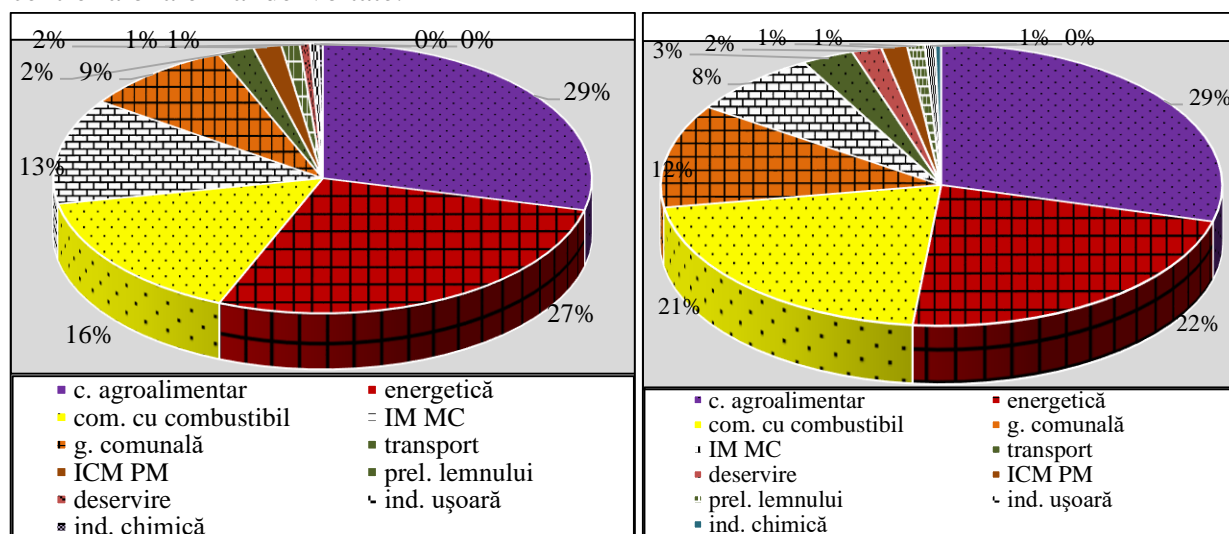 2% 1% 1% 0% 0%
2% 9% 29%
13%
16% 27%
c. agroalimentar energetică
com. cu combustibil IM MC
g. comunală transport
ICM PM prel. lemnului
deservire ind. uşoară
ind. chimică
2% 1% 1% 1% 0%
3%
8% 29%
12%
21% 22%
c. agroalimentar energetică
com. cu combustibil g. comunală
IM MC transport
deservire ICM PM
prel. lemnului ind. uşoară
ind. chimică